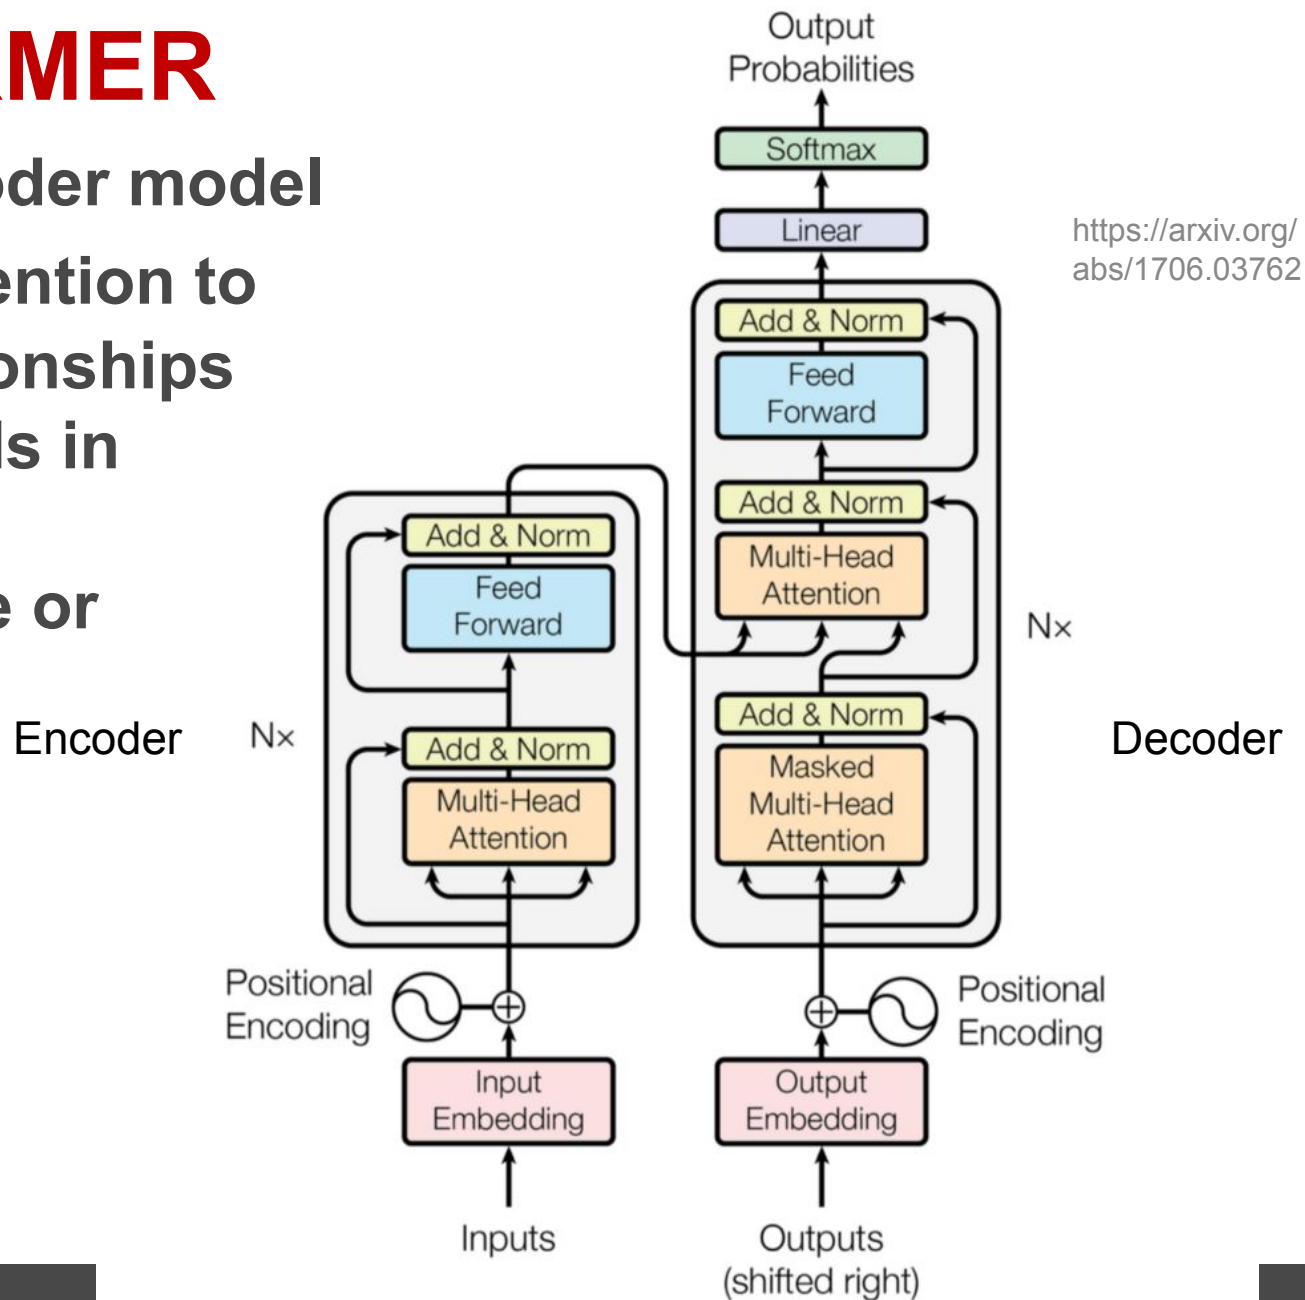 RMER
oder model
ention to
onships
ds in
e or
Encoder
Nx
Output
Probabilities
Softmax
Linear
Add & Norm
Feed
Forward
Add & Norm
Multi-Head
Attention
Add & Norm
Masked
Multi-Head
Attention
Nx
Decoder
https://arxiv.org/
abs/1706.03762
Add & Norm
Feed
Forward
Add & Norm
Multi-Head
Attention
Positional
Encoding
Positional
Encoding
Input
Embedding
Output
Embedding
Inputs
Outputs
(shifted right)